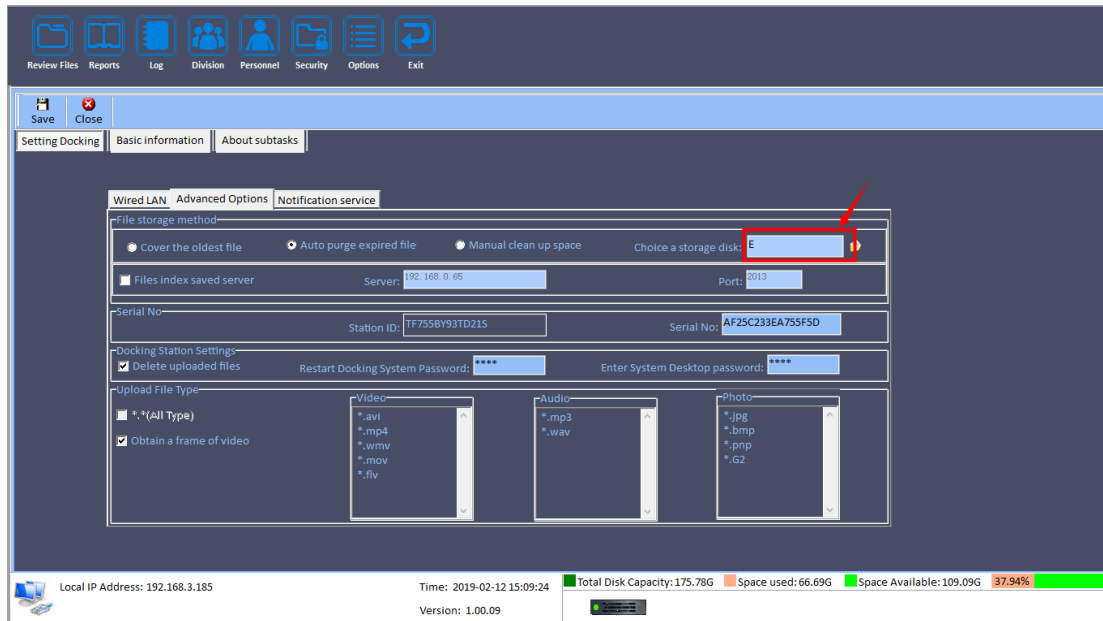 Review Files Reports Log Division Personnel Security Options Exit
Save Close
Setting Docking Basic information About subtasks
Wired LAN Advanced Options Notification service
File storage method
Cover the oldest file Auto purge expired file Manual clean up space Choice a storage disk: E
Files index saved server Server: 192.168.0.65 Port: 2013
Serial No
Station ID: TF755BY93TD21S Serial No: AF25C233EA755F5D
Docking Station Settings
Delete uploaded files Restart Docking System Password: **** Enter System Desktop password: ****
Upload File Type
Video Audio Photo
*.*(All Type) *.avi *.mp3 *.jpg
*.mp4 *.wav *.bmp
Obtain a frame of video *.wmv *.pnp
*.mov *.G2
*.flv
Local IP Address: 192.168.3.185 Time: 2019-02-12 15:09:24 Total Disk Capacity:175.78G Space used:66.69G Space Available:109.09G 37.94%
Version: 1.00.09